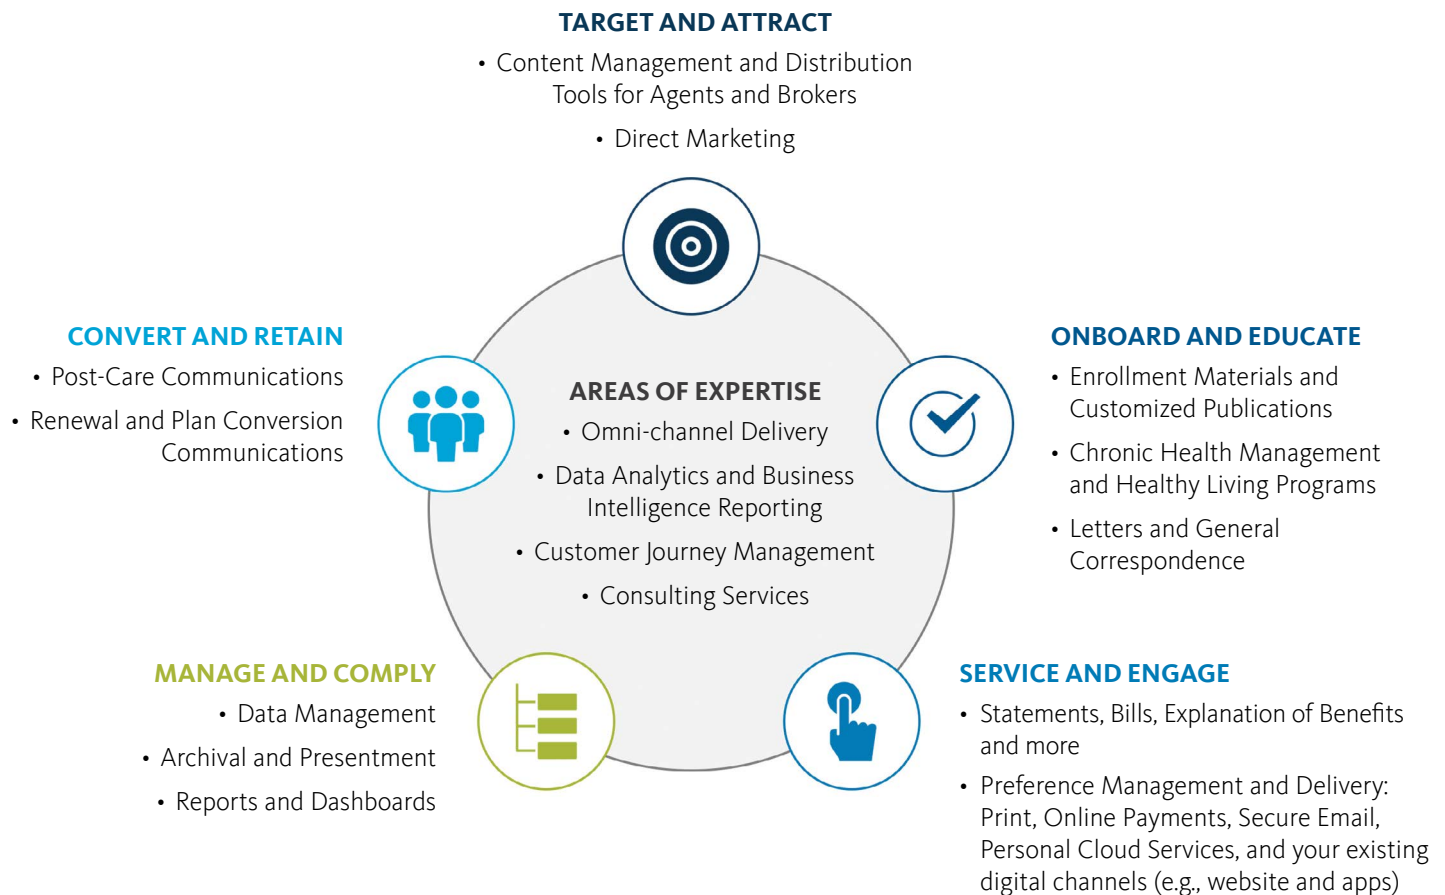 TARGET AND ATTRACT
• Content Management and Distribution
Tools for Agents and Brokers
• Direct Marketing
CONVERT AND RETAIN
• Post-Care Communications
• Renewal and Plan Conversion
Communications
AREAS OF EXPERTISE
• Omni-channel Delivery
• Data Analytics and Business
Intelligence Reporting
• Customer Journey Management
• Consulting Services
ONBOARD AND EDUCATE
• Enrollment Materials and
Customized Publications
• Chronic Health Management
and Healthy Living Programs
• Letters and General
Correspondence
MANAGE AND COMPLY
• Data Management
• Archival and Presentment
• Reports and Dashboards
SERVICE AND ENGAGE
• Statements, Bills, Explanation of Benefits
and more
• Preference Management and Delivery:
Print, Online Payments, Secure Email,
Personal Cloud Services, and your existing
digital channels (e.g., website and apps)